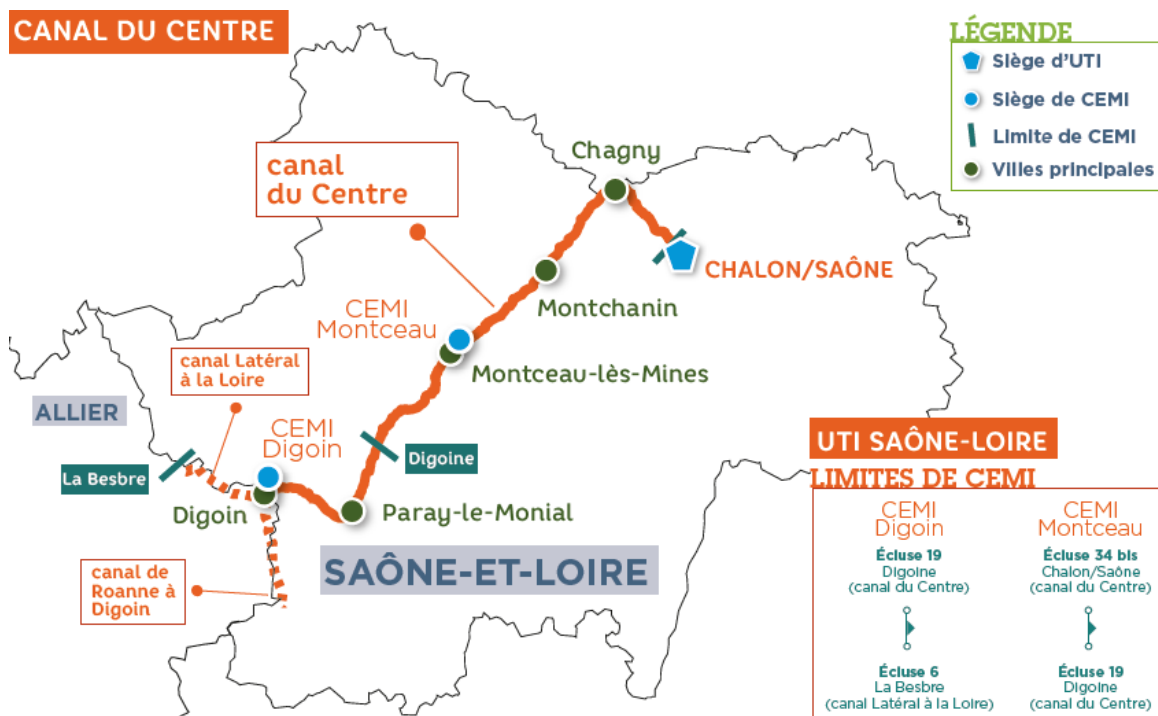 CANAL DU CENTRE
LÉGENDE
Siège d'UTI
Siège de CEMI
Limite de CEMI
Villes principales
Chagny
canal
du Centre
CHALON/SAÔNE
Montchanin
CEMI
Montceau
Montceau-lès-Mines
canal Latéral
à la Loire
ALLIER
CEMI
Digoin
Digoine
La Besbre
Digoin
Paray-le-Monial
SAÔNE-ET-LOIRE
canal de
Roanne à
Digoin
UTI SAÔNE-LOIRE
LIMITES DE CEMI
CEMI
Digoin
Écluse 19
Digoine
(canal du Centre)
Écluse 6
La Besbre
(canal Latéral à la Loire)
CEMI
Montceau
Écluse 34 bis
Chalon/Saône
(canal du Centre)
Écluse 19
Digoine
(canal du Centre)